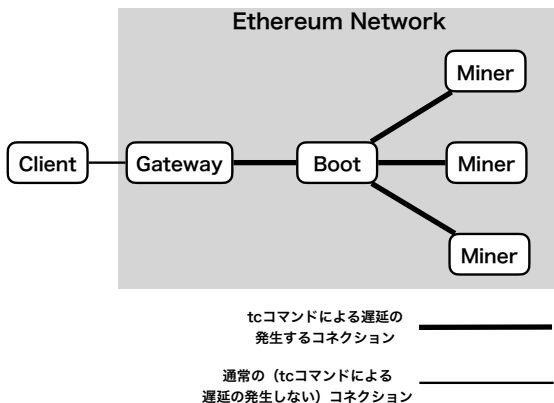 Ethereum Network
Miner
Client
Gateway
Boot
Miner
Miner
tcコマンドによる遅延の
発生するコネクション
通常の（tcコマンドによる
遅延の発生しない）コネクション